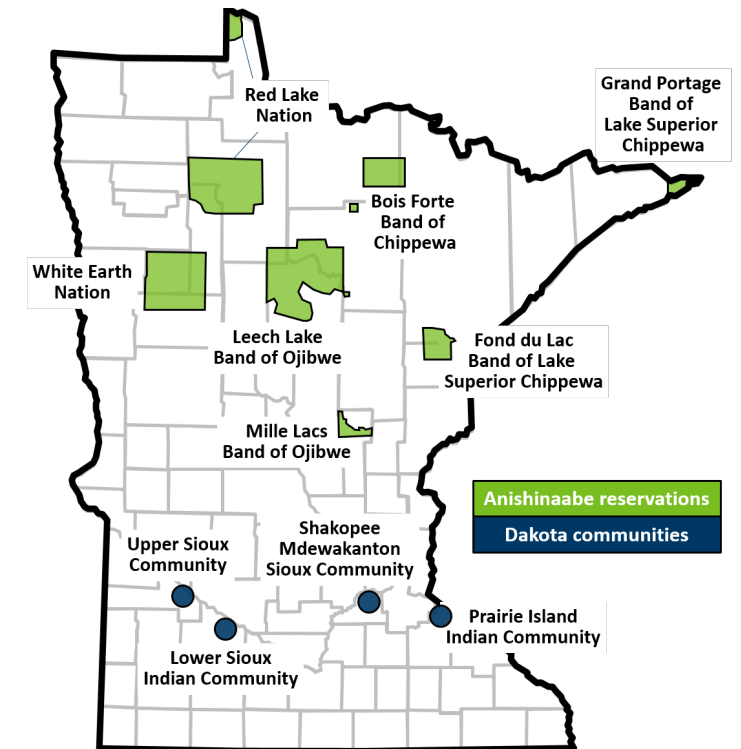 Red Lake
Nation
Grand Portage
Band of
Lake Superior
Chippewa
Bois Forte
Band of
Chippewa
White Earth
Nation
Leech Lake
Band of Ojibwe
Fond du Lac
Band of Lake
Superior Chippewa
Mille Lacs
Band of Ojibwe
Anishinaabe reservations
Dakota communities
Upper Sioux
Community
Shakopee
Mdewakanton
Sioux Community
Prairie Island
Indian Community
Lower Sioux
Indian Community